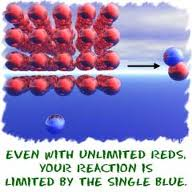 EVEN WITH UNLIMITED REDS,
YOUR REACTION IS
LIMITED BY THE SINGLE BLUE.